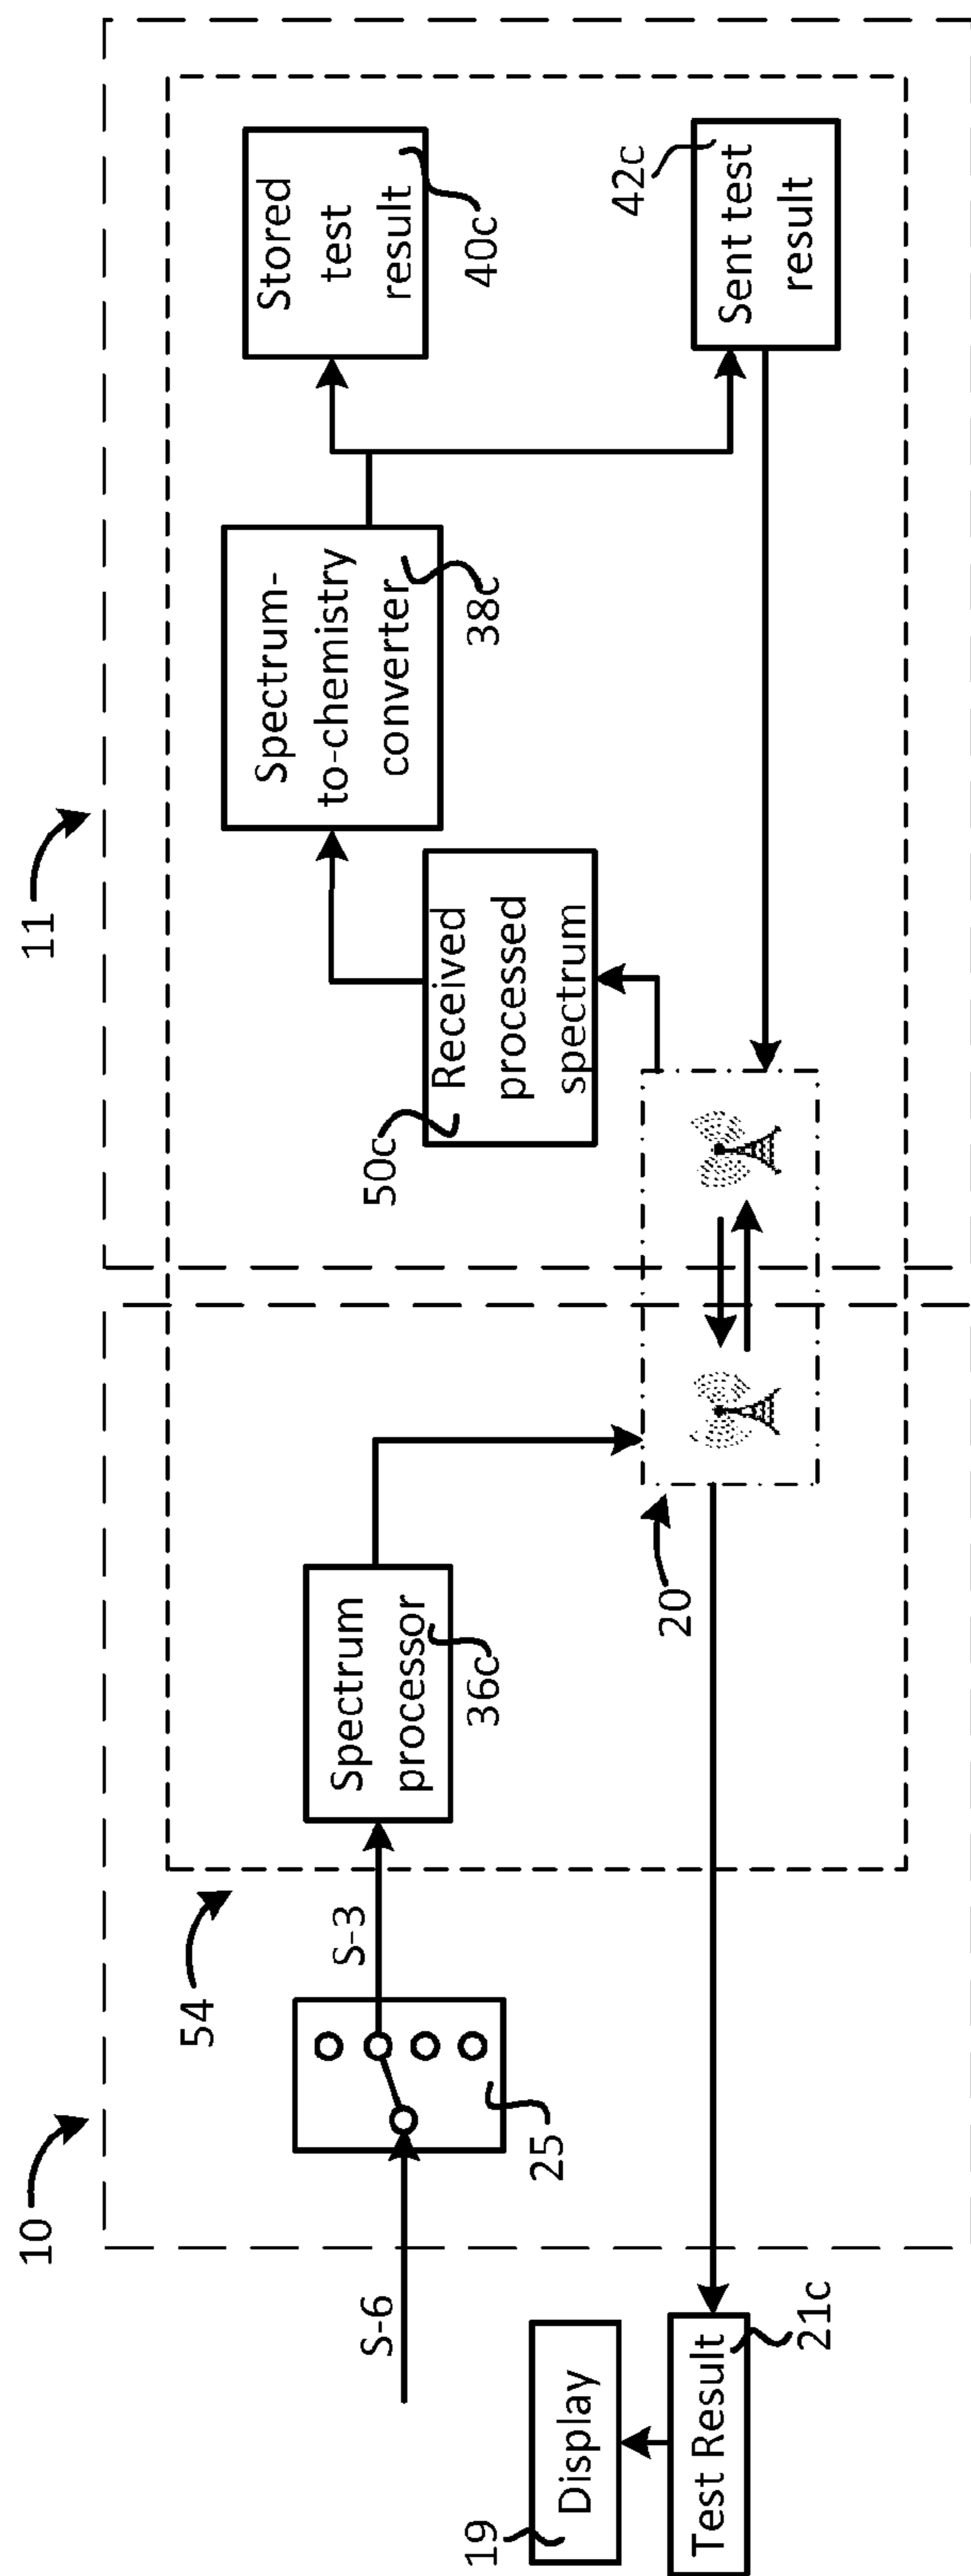 11
10
54
Stored
test
result
40c
Spectrum-
to-chemistry
converter
38c
50c
Received
processed
spectrum
42c
Sent test
result
Spectrum
processor
36c
20
S-3
25
S-6
19
Display
Test Result
21c